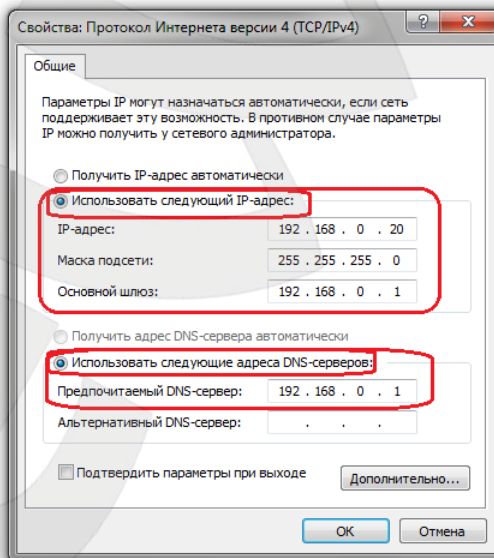 Свойства: Протокол Интернета версии 4 (TCP/IPv4)
Общие
Параметры IP могут назначаться автоматически, если сеть
поддерживает эту возможность. В противном случае параметры
IP можно получить у сетевого администратора.
Получить IP-адрес автоматически
Использовать следующий IP-адрес:
IP-адрес: 192 . 168 . 0 . 20
Маска подсети: 255 . 255 . 255 . 0
Основной шлюз: 192 . 168 . 0 . 1
Получить адрес DNS-сервера автоматически
Использовать следующие адреса DNS-серверов:
Предпочитаемый DNS-сервер: 192 . 168 . 0 . 1
Альтернативный DNS-сервер: . . .
Подтвердить параметры при выходе
Дополнительно...
ОК Отмена